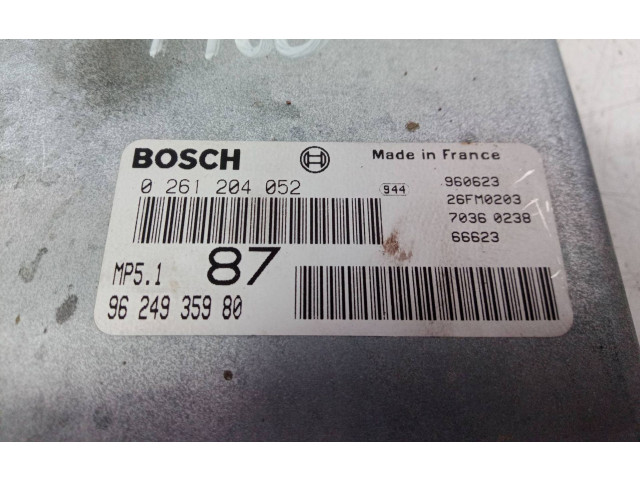 BOSCH Made in France
0 261 204 052 944 960623
26FM0203
7036 0238
66623
MP5.1 87
96 249 359 80